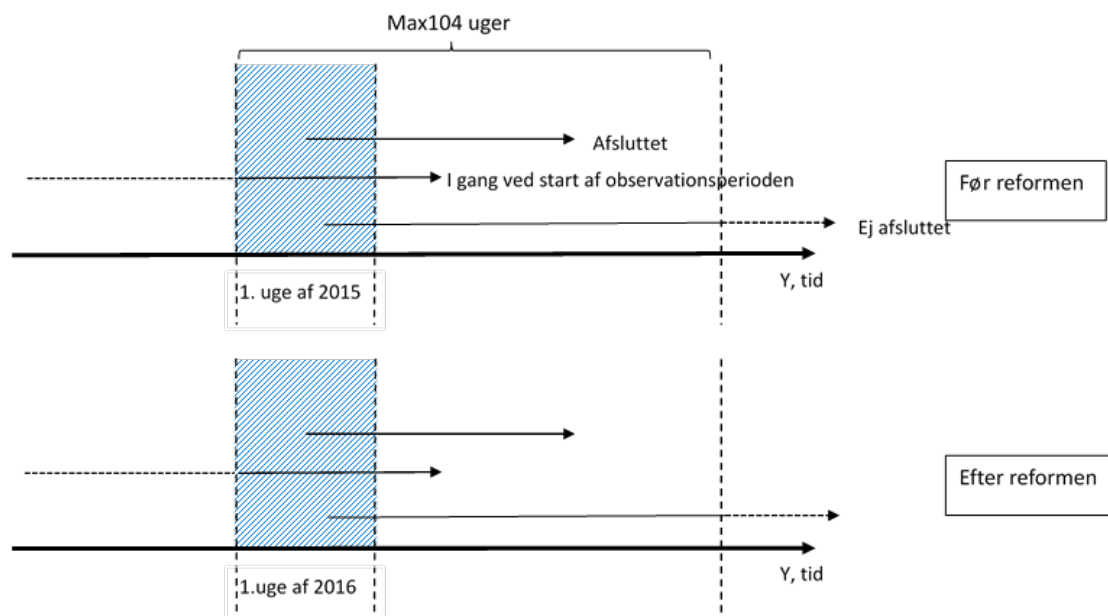 Max104 uger
Afsluttet
I gang ved start af observationsperioden
Før reformen
Ej afsluttet
Y, tid
1. uge af 2015
Efter reformen
Y, tid
1.uge af 2016